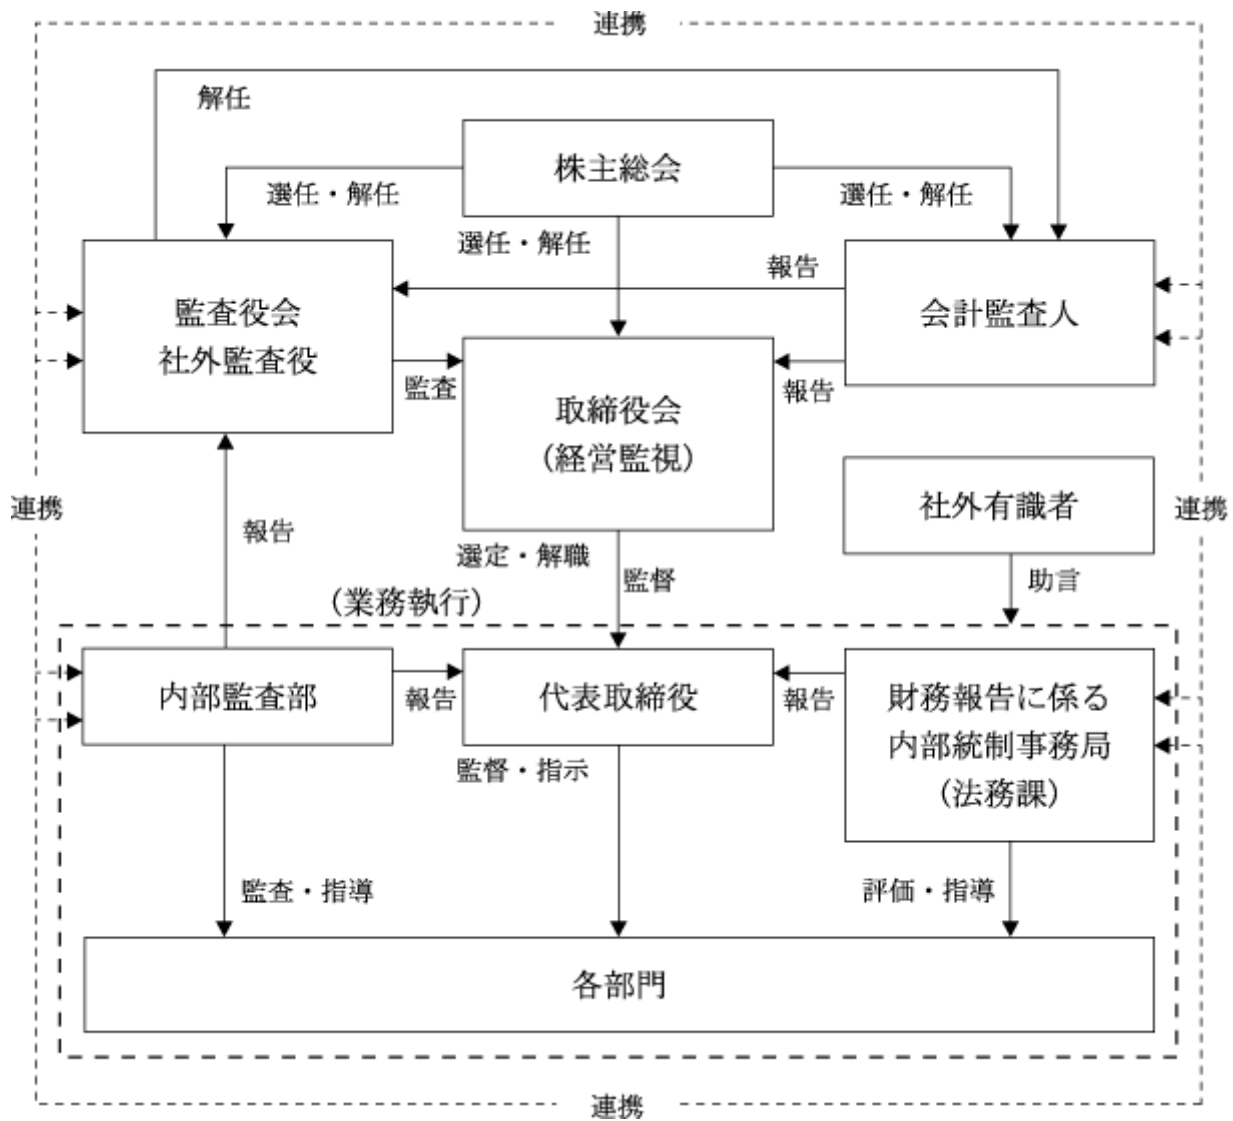 連携
解任
株主総会
選任・解任
選任・解任
選任・解任
報告
監査役会
社外監査役
会計監査人
監査
報告
取締役会
(経営監視)
連携
社外有識者
連携
報告
選定・解職
監督
助言
(業務執行)
内部監査部
報告
代表取締役
報告
財務報告に係る
内部統制事務局
(法務課)
監督・指示
監査・指導
評価・指導
各部門
連携